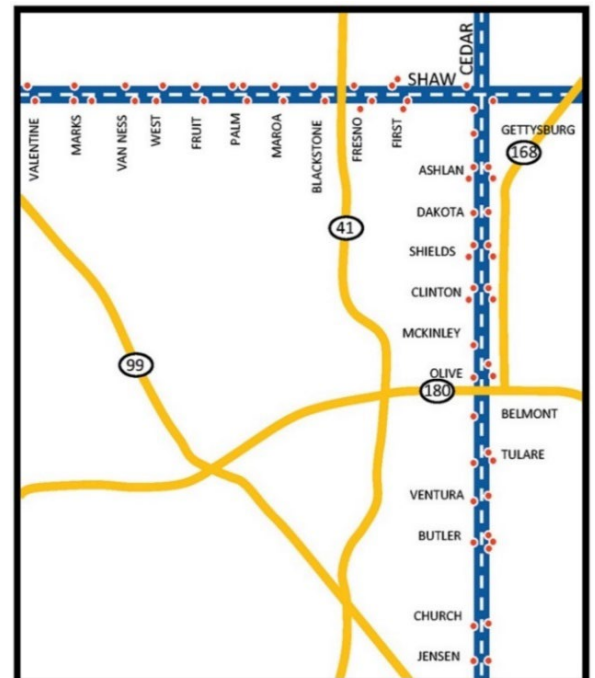 CEDAR
SHAW
VALENTINE
MARKS
VAN NESS
WEST
FRUIT
PALM
MAROA
BLACKSTONE
FRESNO
FIRST
GETTYSBURG
168
ASHLAN
DAKOTA
41
SHIELDS
CLINTON
MCKINLEY
99
OLIVE
180
BELMONT
TULARE
VENTURA
BUTLER
CHURCH
JENSEN